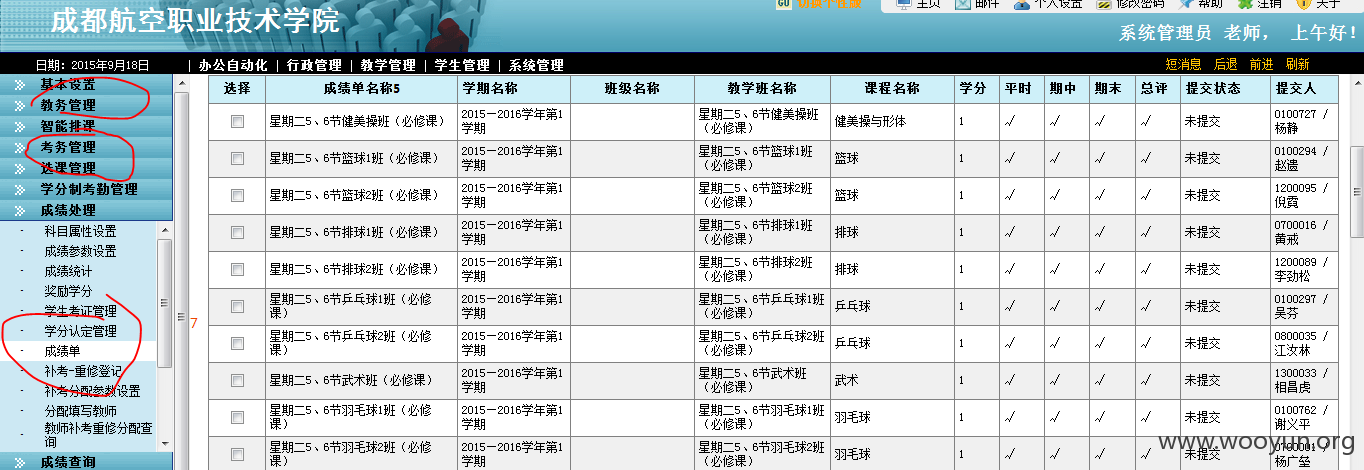 成都航空职业技术学院
主页 邮件 个人设置 修改密码 帮助 注销 关于
系统管理员 老师， 上午好！
日期：2015年9月18日 | 办公自动化 | 行政管理 | 教学管理 | 学生管理 | 系统管理
短消息 后退 前进 刷新
基本设置
教务管理
智能排课
考务管理
选课管理
学分制考勤管理
成绩处理
- 科目属性设置
- 成绩参数设置
- 成绩统计
- 奖励学分
- 学生考证管理
- 学分认定管理
- 成绩单
- 补考-重修登记
- 补考分配参数设置
- 分配填写教师
- 教师补考重修分配查
询
成绩查询
7
选择 成绩单名称5 学期名称 班级名称 教学班名称 课程名称 学分 平时 期中 期末 总评 提交状态 提交人
星期二5、6节健美操班（必修课） 2015—2016学年第1学期 星期二5、6节健美操班（必修课） 健美操与形体 1 √ √ √ √ 未提交 0100727 / 杨静
星期二5、6节篮球1班（必修课） 2015—2016学年第1学期 星期二5、6节篮球1班（必修课） 篮球 1 √ √ √ √ 未提交 0100294 / 赵遗
星期二5、6节篮球2班（必修课） 2015—2016学年第1学期 星期二5、6节篮球2班（必修课） 篮球 1 √ √ √ √ 未提交 1200095 / 倪霓
星期二5、6节排球1班（必修课） 2015—2016学年第1学期 星期二5、6节排球1班（必修课） 排球 1 √ √ √ √ 未提交 0700016 / 黄戒
星期二5、6节排球2班（必修课） 2015—2016学年第1学期 星期二5、6节排球2班（必修课） 排球 1 √ √ √ √ 未提交 1200089 / 李劲松
星期二5、6节乒乓球1班（必修课） 2015—2016学年第1学期 星期二5、6节乒乓球1班（必修课） 乒乓球 1 √ √ √ √ 未提交 0100297 / 吴芬
星期二5、6节乒乓球2班（必修课） 2015—2016学年第1学期 星期二5、6节乒乓球2班（必修课） 乒乓球 1 √ √ √ √ 未提交 0800035 / 江汝林
星期二5、6节武术班（必修课） 2015—2016学年第1学期 星期二5、6节武术班（必修课） 武术 1 √ √ √ √ 未提交 1300033 / 相昌虎
星期二5、6节羽毛球1班（必修课） 2015—2016学年第1学期 星期二5、6节羽毛球1班（必修课） 羽毛球 1 √ √ √ √ 未提交 0100762 / 谢义平
星期二5、6节羽毛球2班（必修课） 2015—2016学年第1学期 星期二5、6节羽毛球2班（必修课） 羽毛球 1 √ √ √ √ 未提交 杨广垒
www.wooyun.org